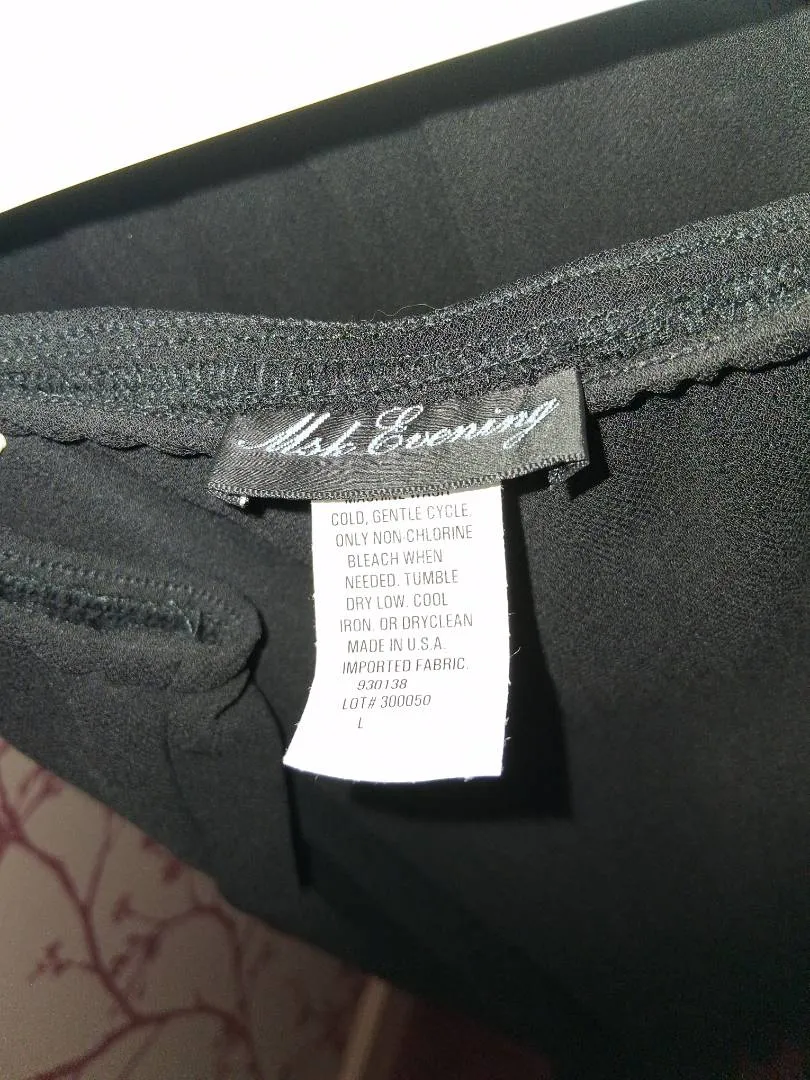 Msk Evening
COLD, GENTLE CYCLE,
ONLY NON-CHLORINE
BLEACH WHEN
NEEDED. TUMBLE
DRY LOW. COOL
IRON. OR DRYCLEAN
MADE IN U.S.A.
IMPORTED FABRIC.
930138
LOT# 300050
L